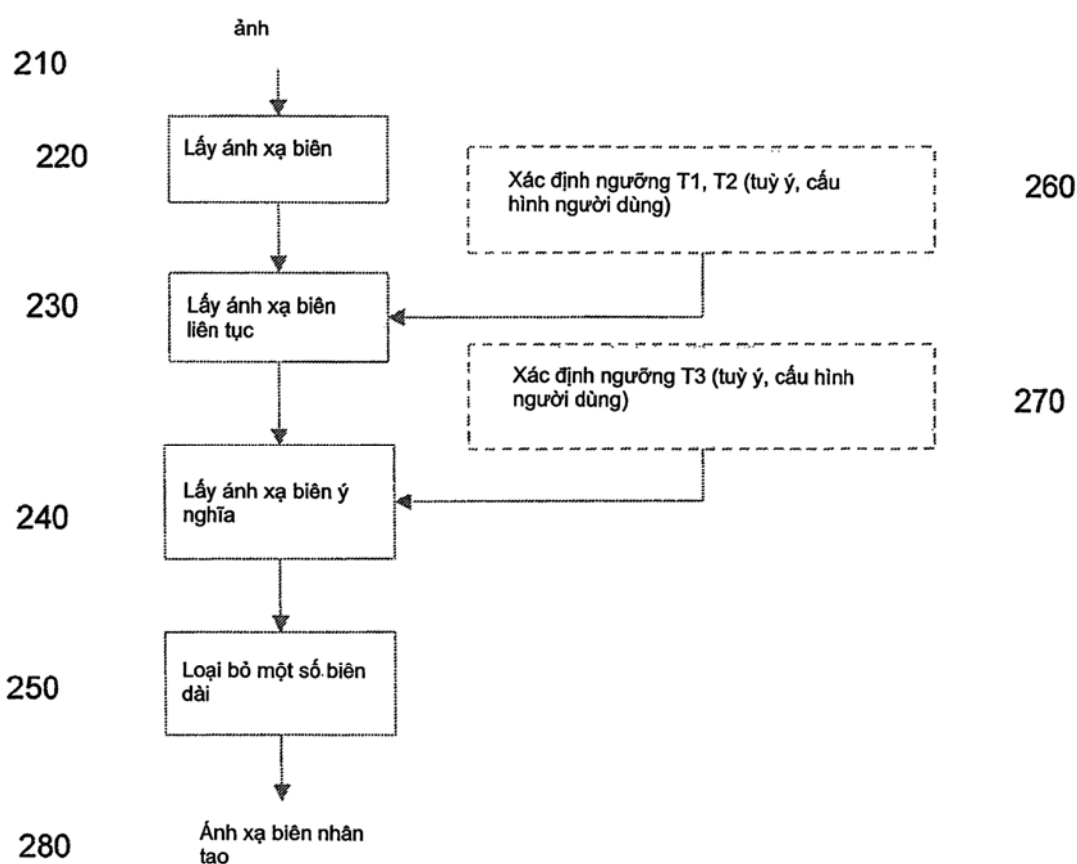 ảnh
210
220
Lấy ánh xạ biên
Xác định ngưỡng T1, T2 (tuỳ ý, cấu
hình người dùng)
260
230
Lấy ánh xạ biên
liên tục
Xác định ngưỡng T3 (tuỳ ý, cấu hình
người dùng)
270
240
Lấy ánh xạ biên ý
nghĩa
250
Loại bỏ một số biên
dài
280
Ánh xạ biên nhân
tạo